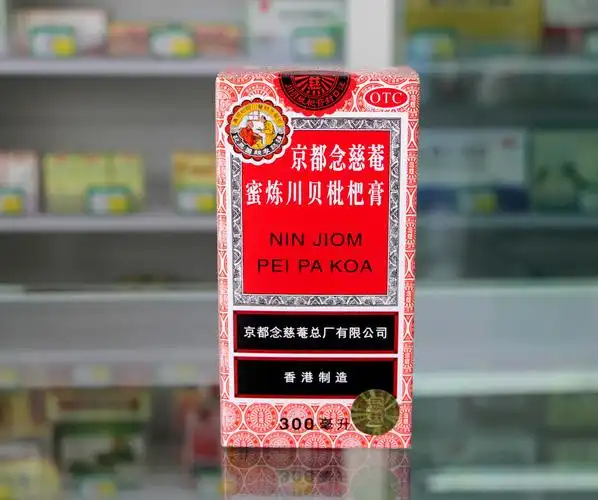 OTC
京都念慈菴
蜜炼川贝枇杷膏
NIN JIOM
PEI PA KOA
京都念慈菴总厂有限公司
香港制造
300毫升